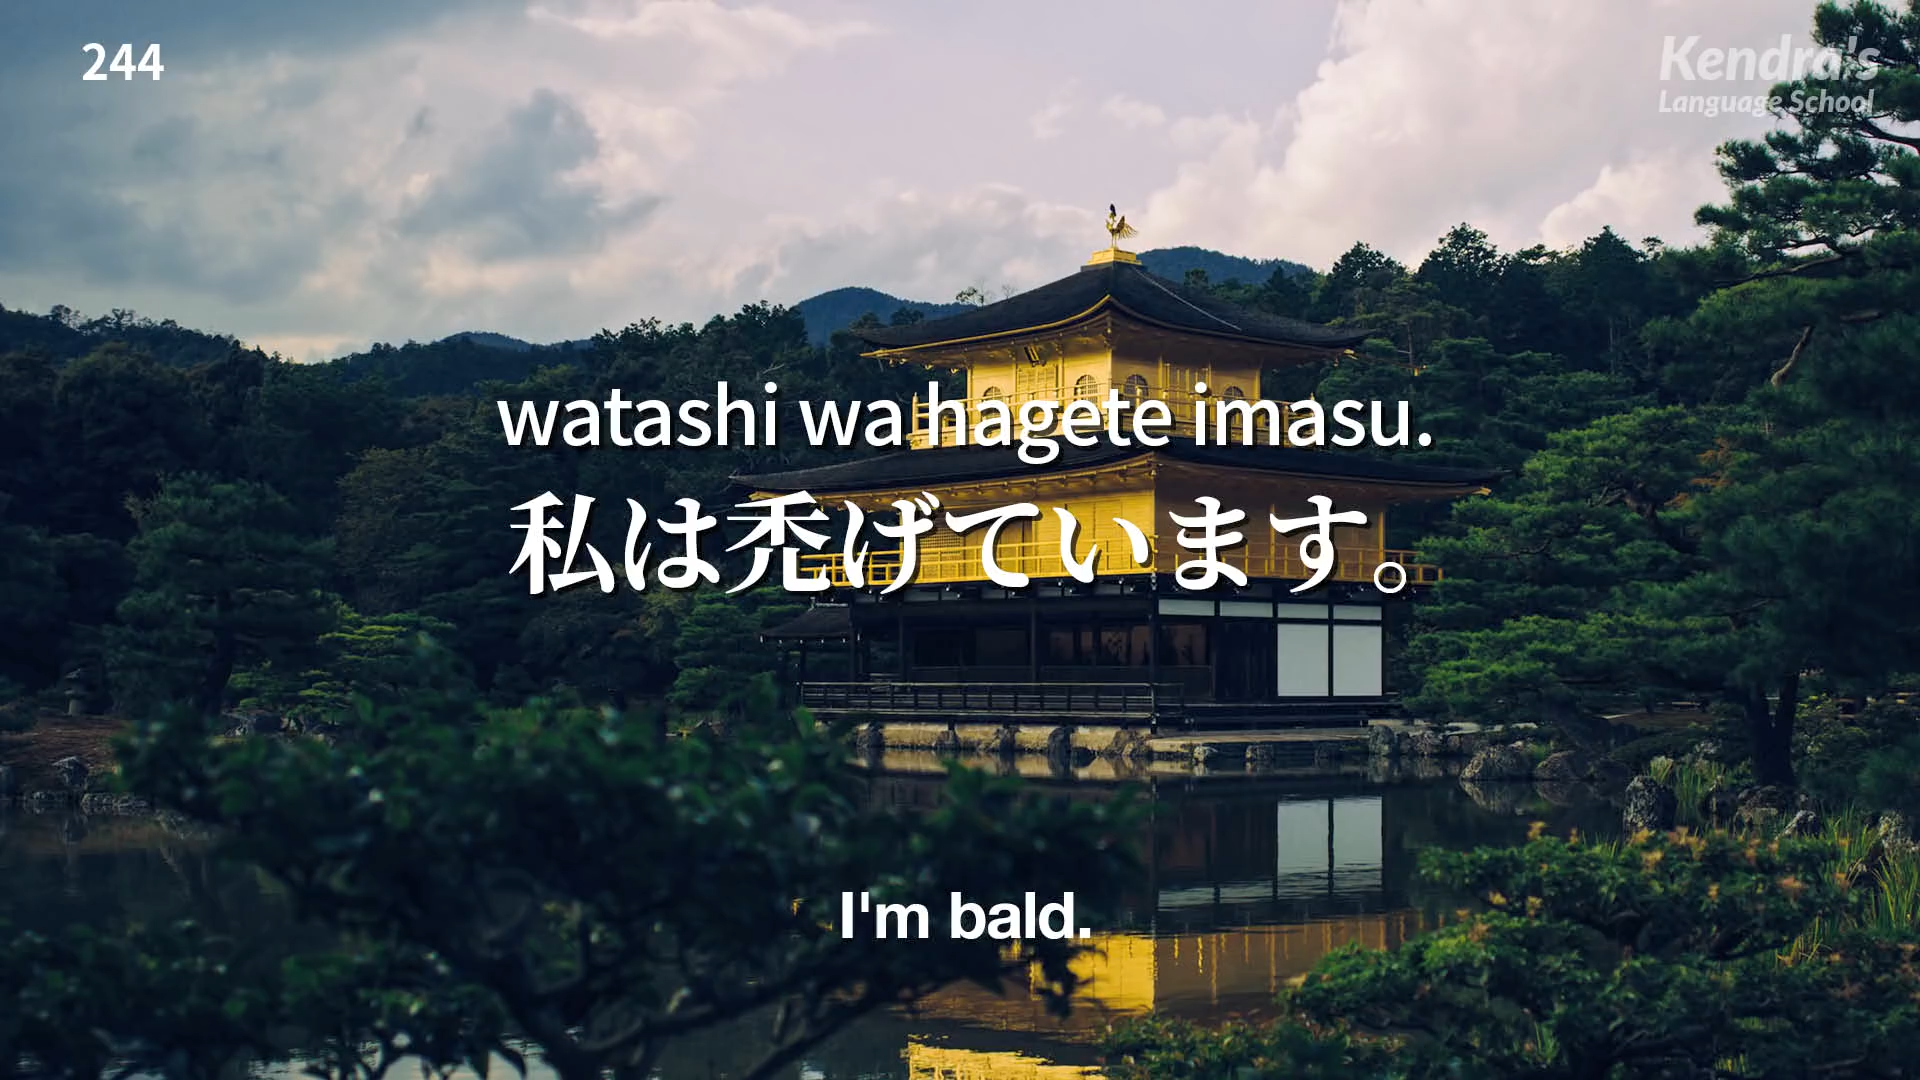 244
Kendra's
Language School
watashi wa hagete imasu.
私は禿げています。
I'm bald.